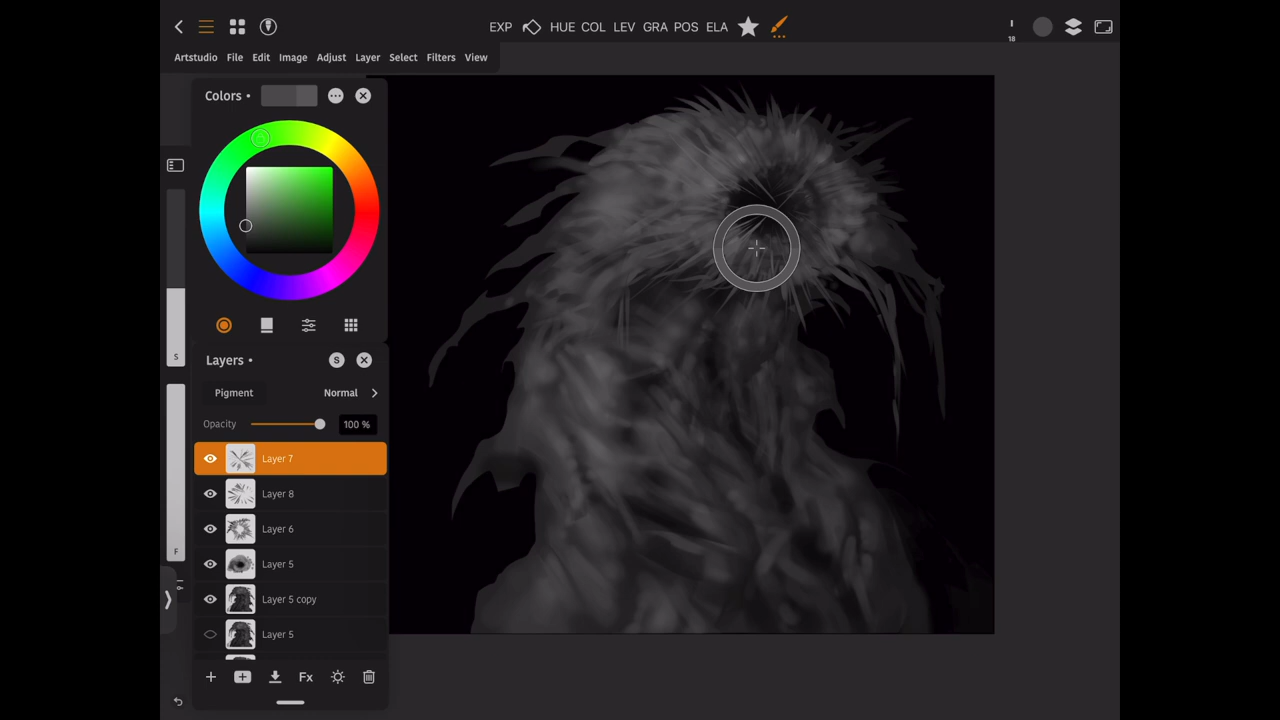 EXP HUE COL LEV GRA POS ELA
18
Artstudio File Edit Image Adjust Layer Select Filters View
Colors
S
Layers
S
Pigment Normal
Opacity 100 %
Layer 7
Layer 8
Layer 6
F
Layer 5
Layer 5 copy
Layer 5
Fx